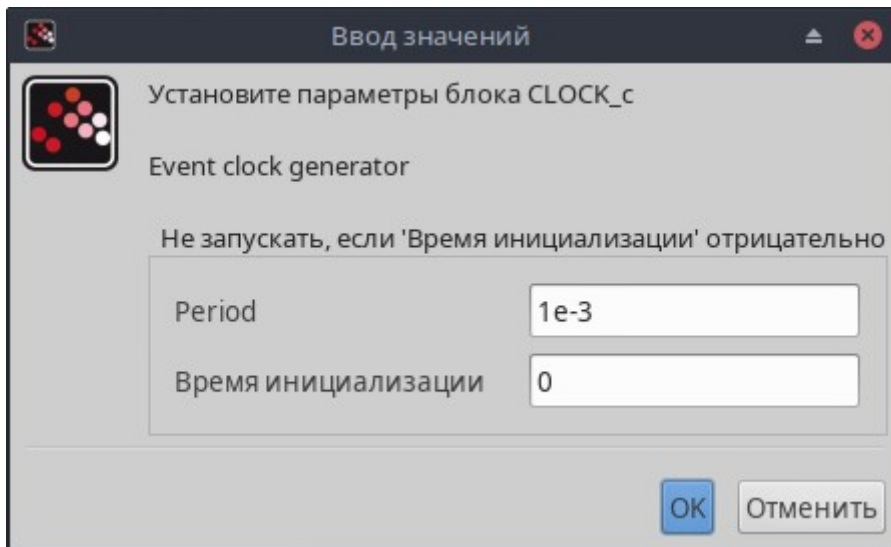 Ввод значений
Установите параметры блока CLOCK_c
Event clock generator
Не запускать, если 'Время инициализации' отрицательно
Period 1e-3
Время инициализации 0
OK Отменить